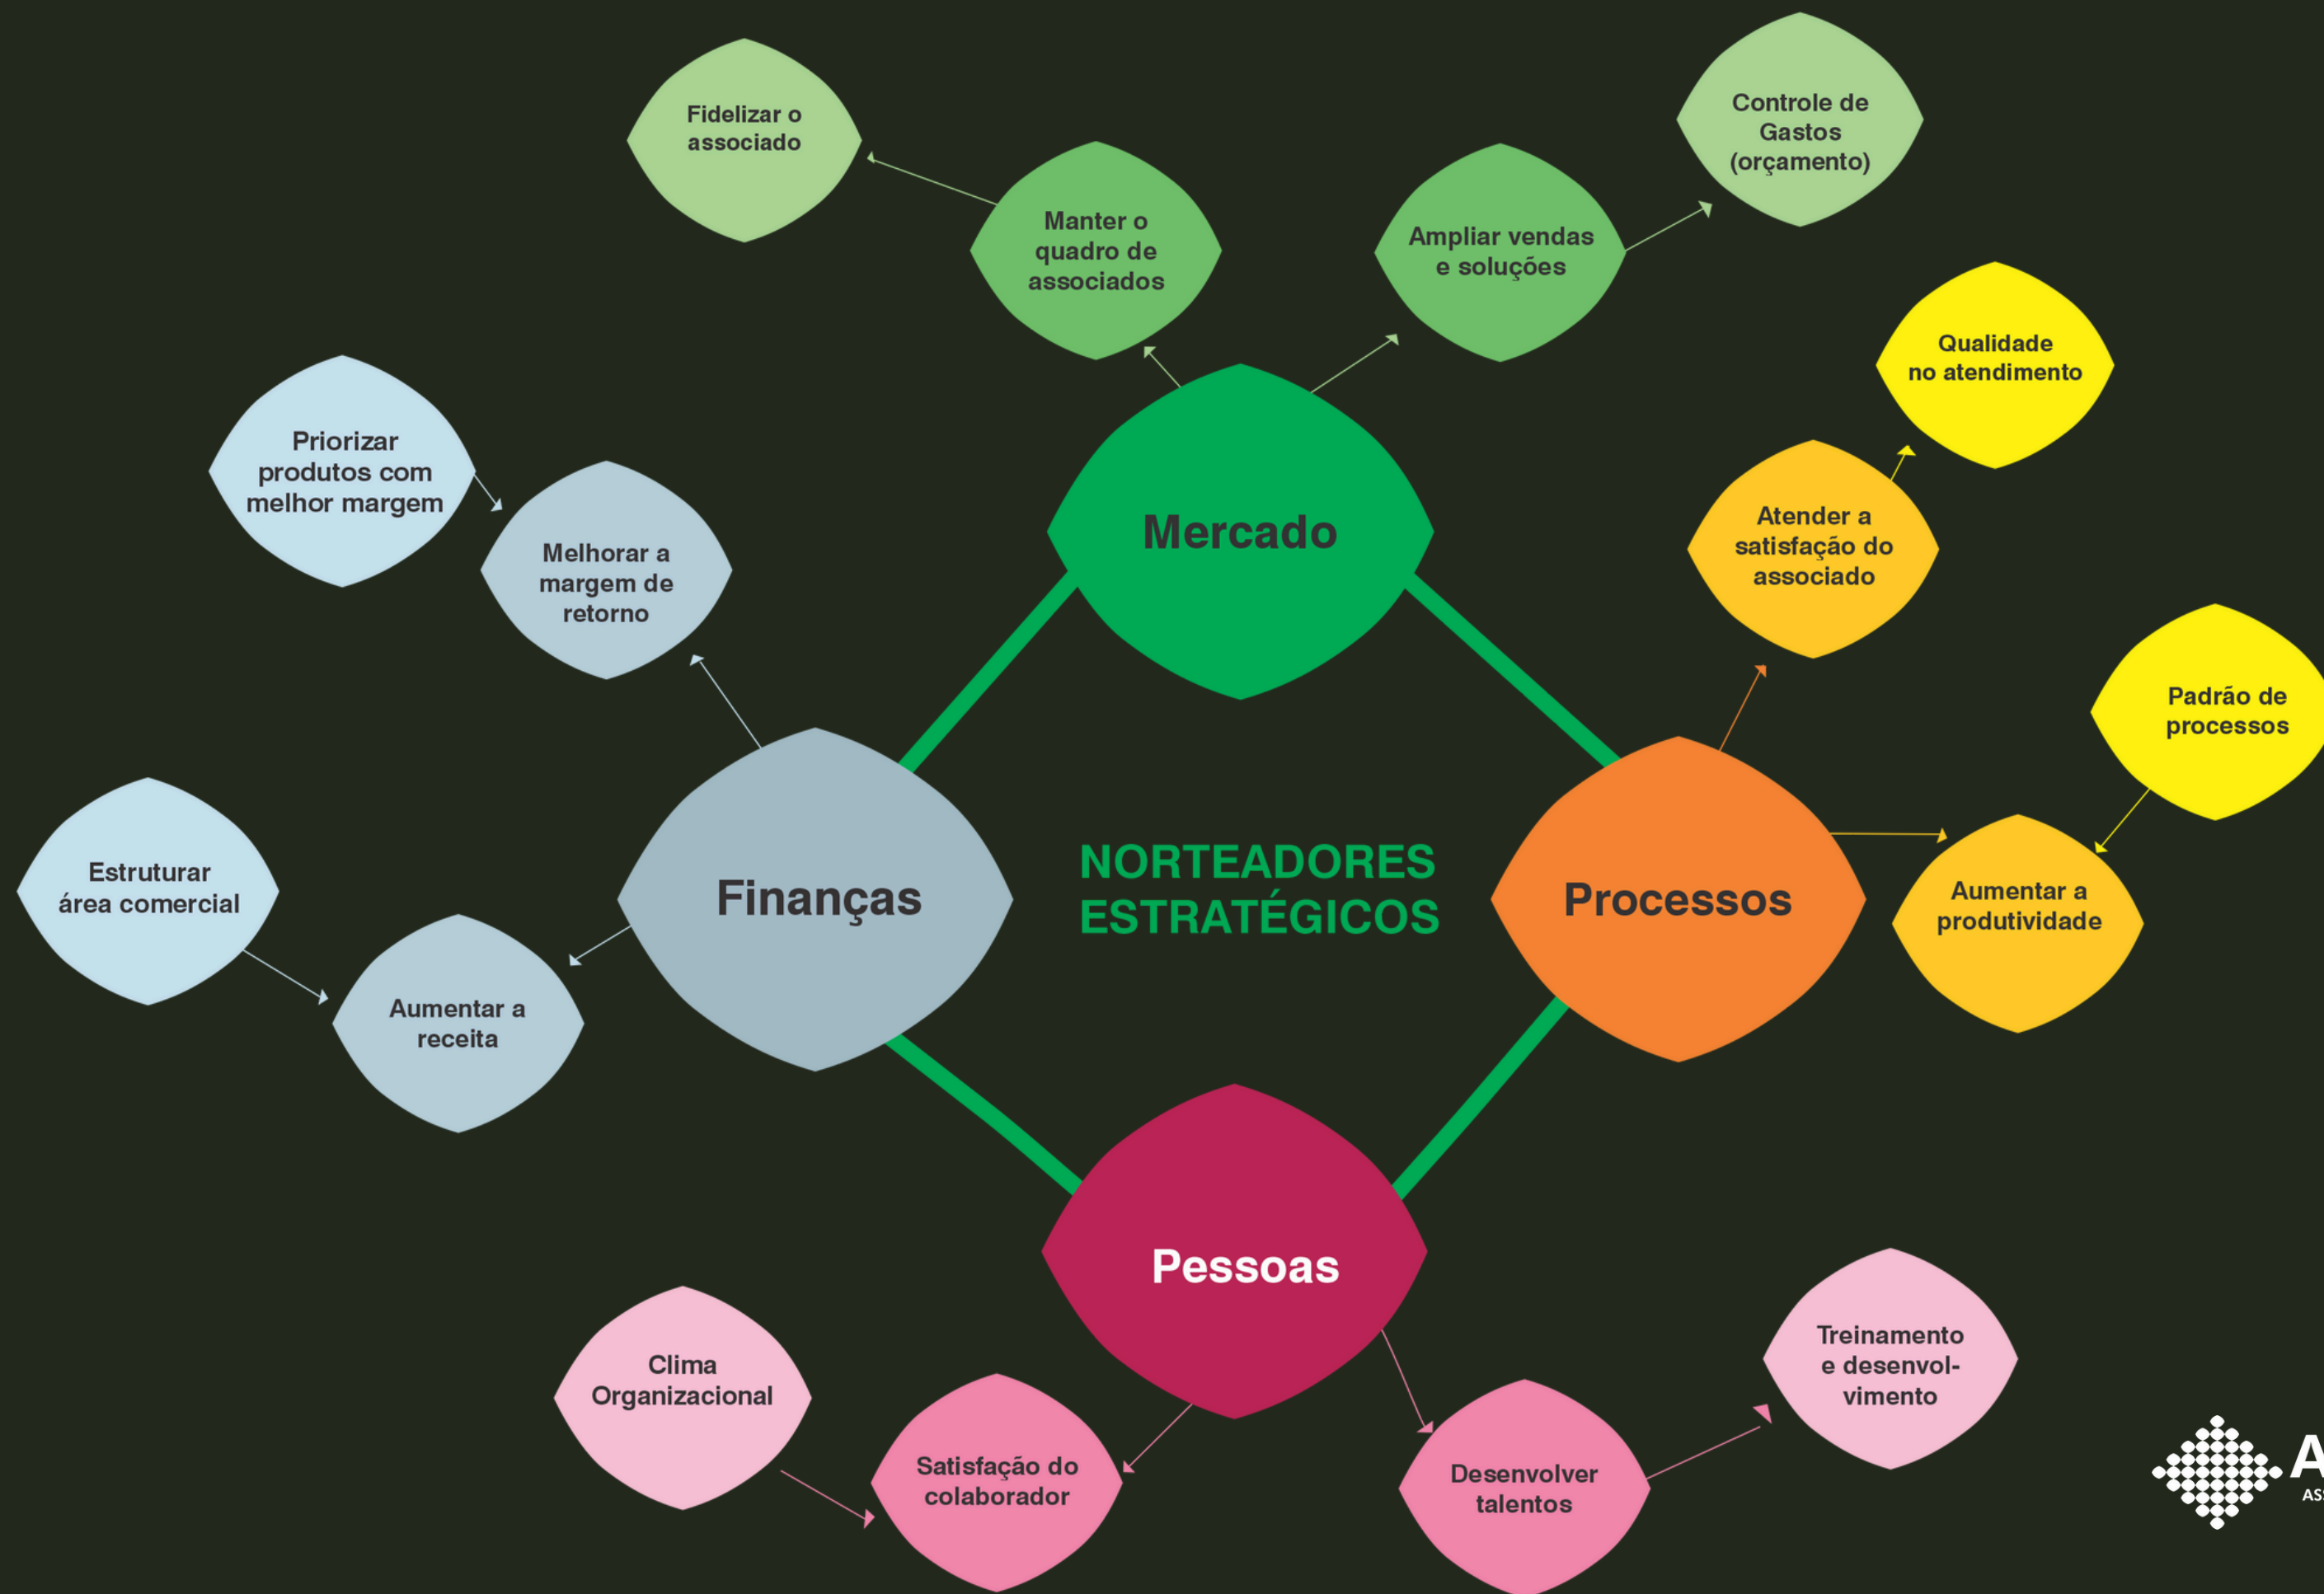 Fidelizar o
associado
Manter o
quadro de
associados
Ampliar vendas
e soluções
Controle de
Gastos
(orçamento)
Qualidade
no atendimento
Priorizar
produtos com
melhor margem
Melhorar a
margem de
retorno
Mercado
Atender a
satisfação do
associado
Padrão de
processos
Estruturar
área comercial
Aumentar a
receita
Finanças
NORTEADORES
ESTRATÉGICOS
Processos
Aumentar a
produtividade
Pessoas
Clima
Organizacional
Satisfação do
colaborador
Desenvolver
talentos
Treinamento
e desenvol-
vimento